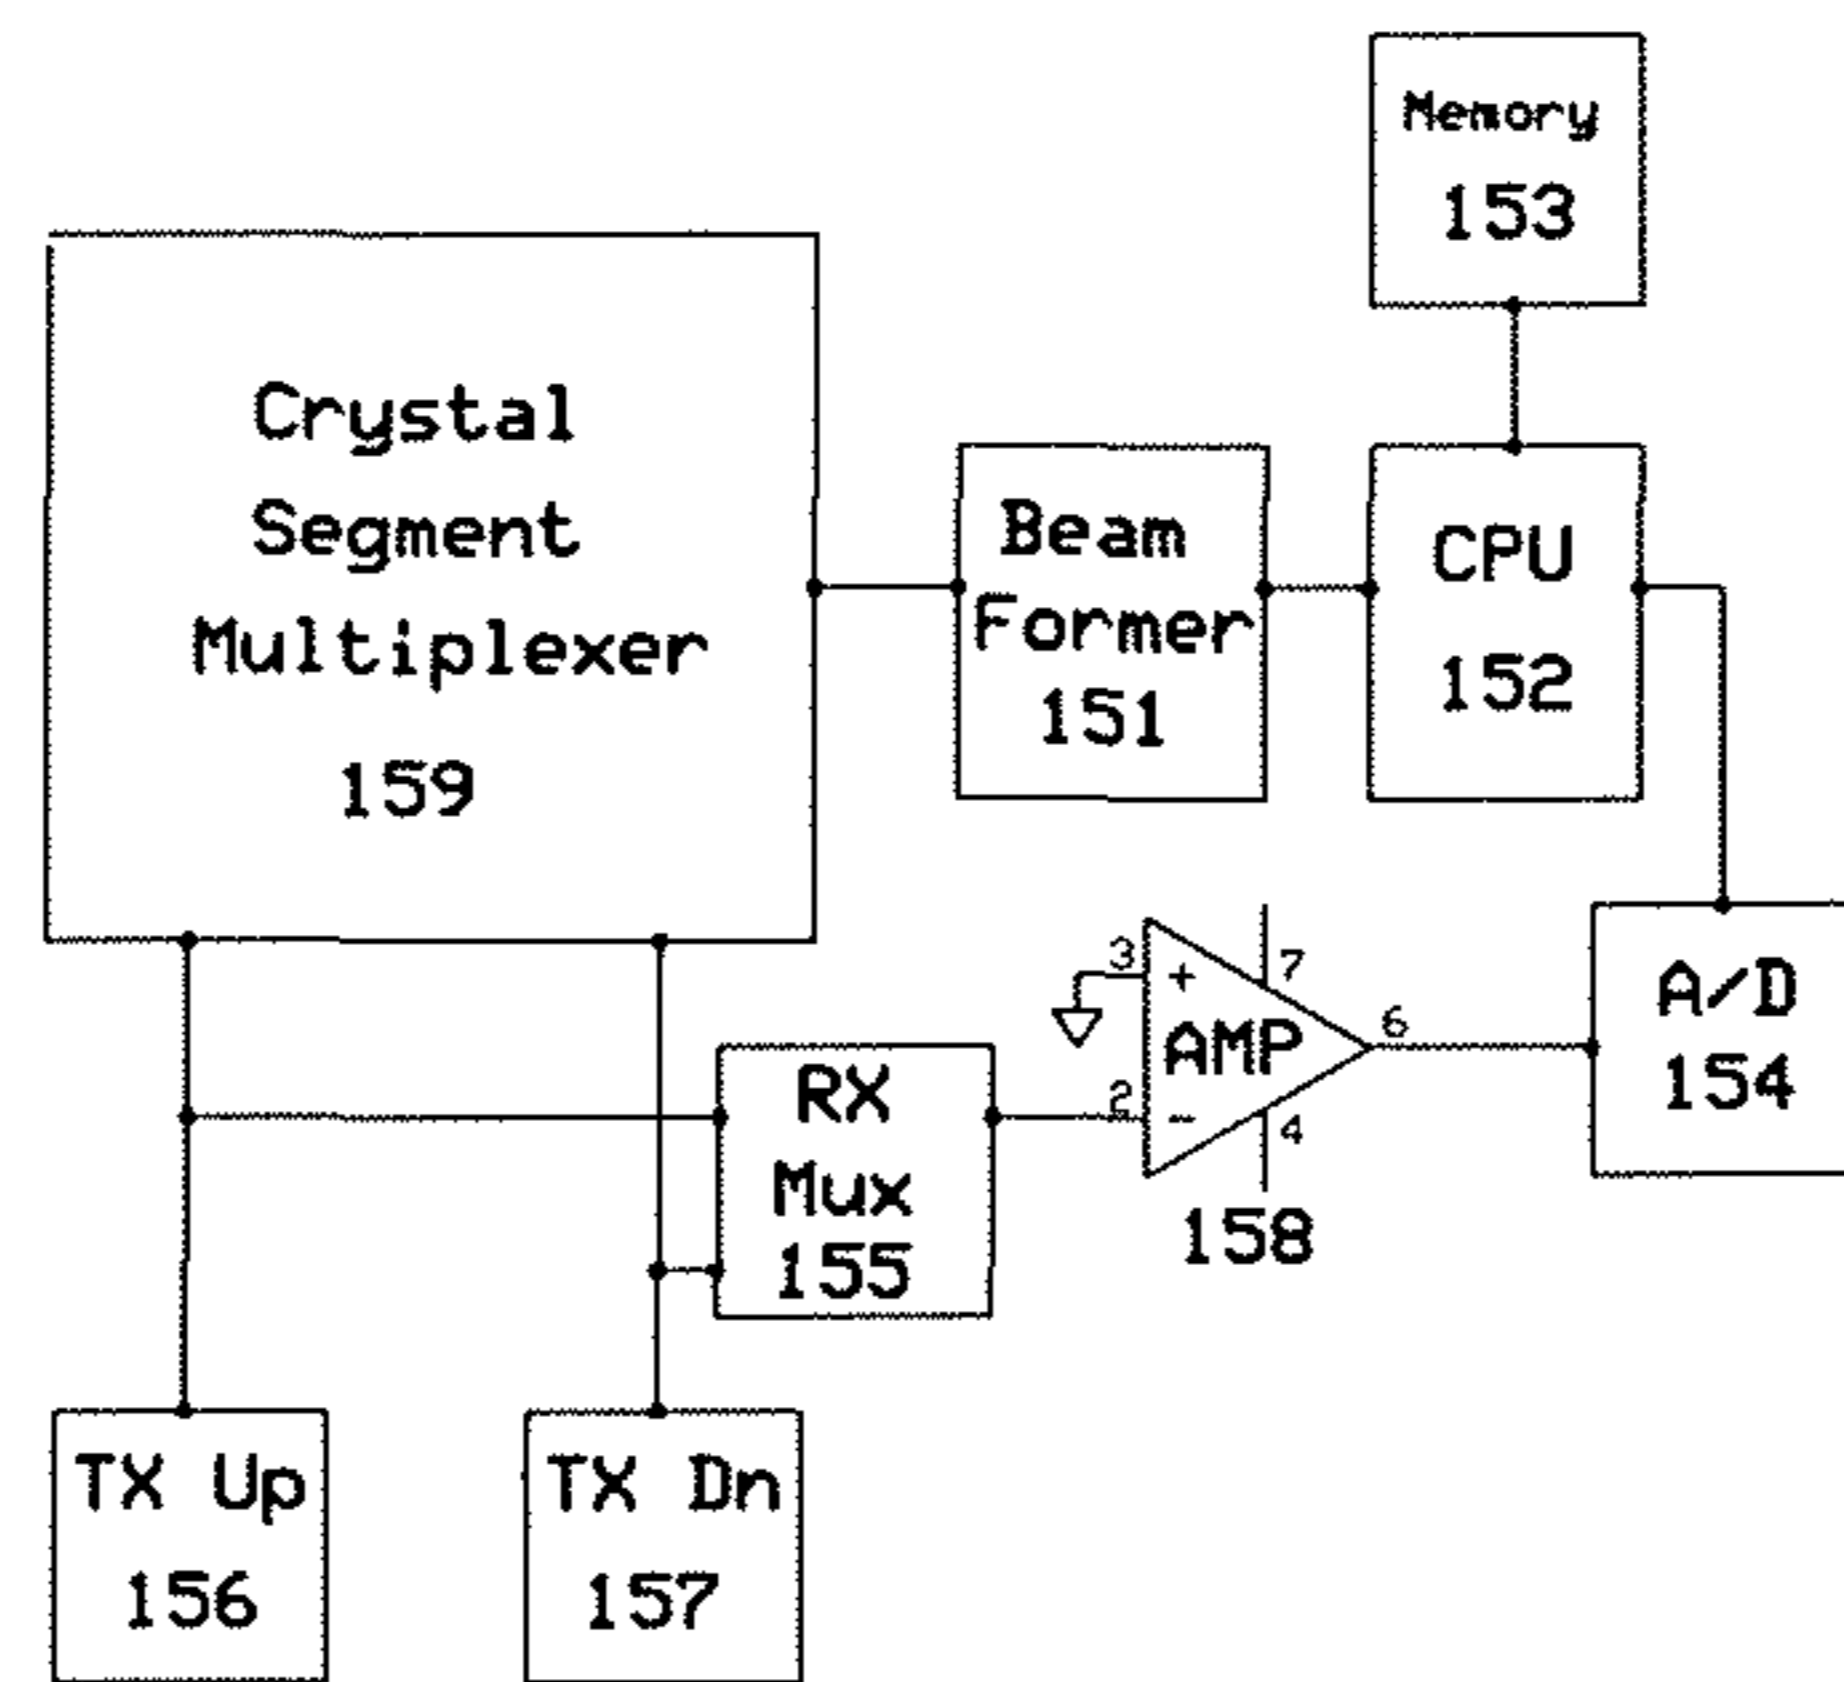 Memory
153
Crystal
Segment
Multiplexer
159
Beam
Former
151
CPU
152
3
+
7
AMP
6
2
-
4
158
A/D
154
RX
Mux
155
TX Up
156
TX Dn
157